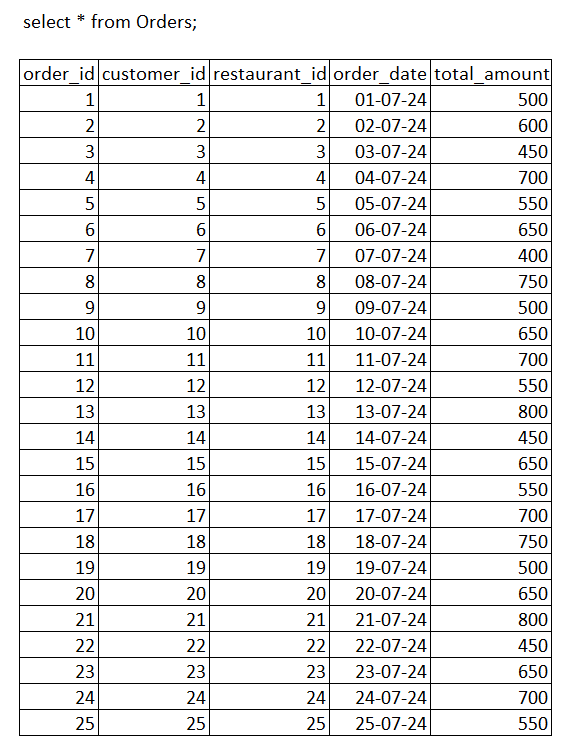 select * from Orders;
order_id customer_id restaurant_id order_date total_amount
1 1 1 01-07-24 500
2 2 2 02-07-24 600
3 3 3 03-07-24 450
4 4 4 04-07-24 700
5 5 5 05-07-24 550
6 6 6 06-07-24 650
7 7 7 07-07-24 400
8 8 8 08-07-24 750
9 9 9 09-07-24 500
10 10 10 10-07-24 650
11 11 11 11-07-24 700
12 12 12 12-07-24 550
13 13 13 13-07-24 800
14 14 14 14-07-24 450
15 15 15 15-07-24 650
16 16 16 16-07-24 550
17 17 17 17-07-24 700
18 18 18 18-07-24 750
19 19 19 19-07-24 500
20 20 20 20-07-24 650
21 21 21 21-07-24 800
22 22 22 22-07-24 450
23 23 23 23-07-24 650
24 24 24 24-07-24 700
25 25 25 25-07-24 550